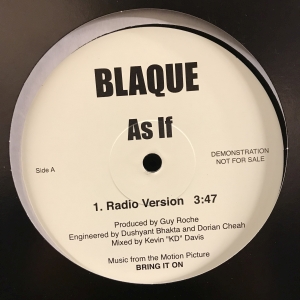 BLAQUE
As If
Side A
DEMONSTRATION
NOT FOR SALE
1. Radio Version 3:47
Produced by Guy Roche
Engineered by Dushyant Bhakta and Dorian Cheah
Mixed by Kevin "KD" Davis
Music from the Motion Picture
BRING IT ON